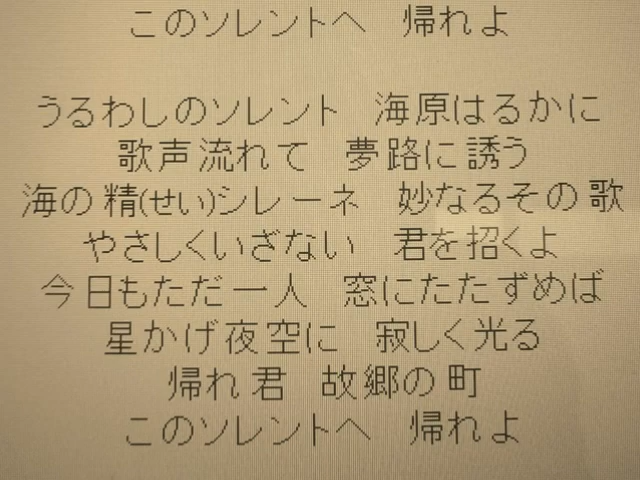 このソレントへ　帰れよ
うるわしのソレント　海原はるかに
歌声流れて　夢路に誘う
海の精(せい)シレーネ　妙なるその歌
やさしくいざない　君を招くよ
今日もただ一人　窓にたたずめば
星かげ夜空に　寂しく光る
帰れ君　故郷の町
このソレントへ　帰れよ